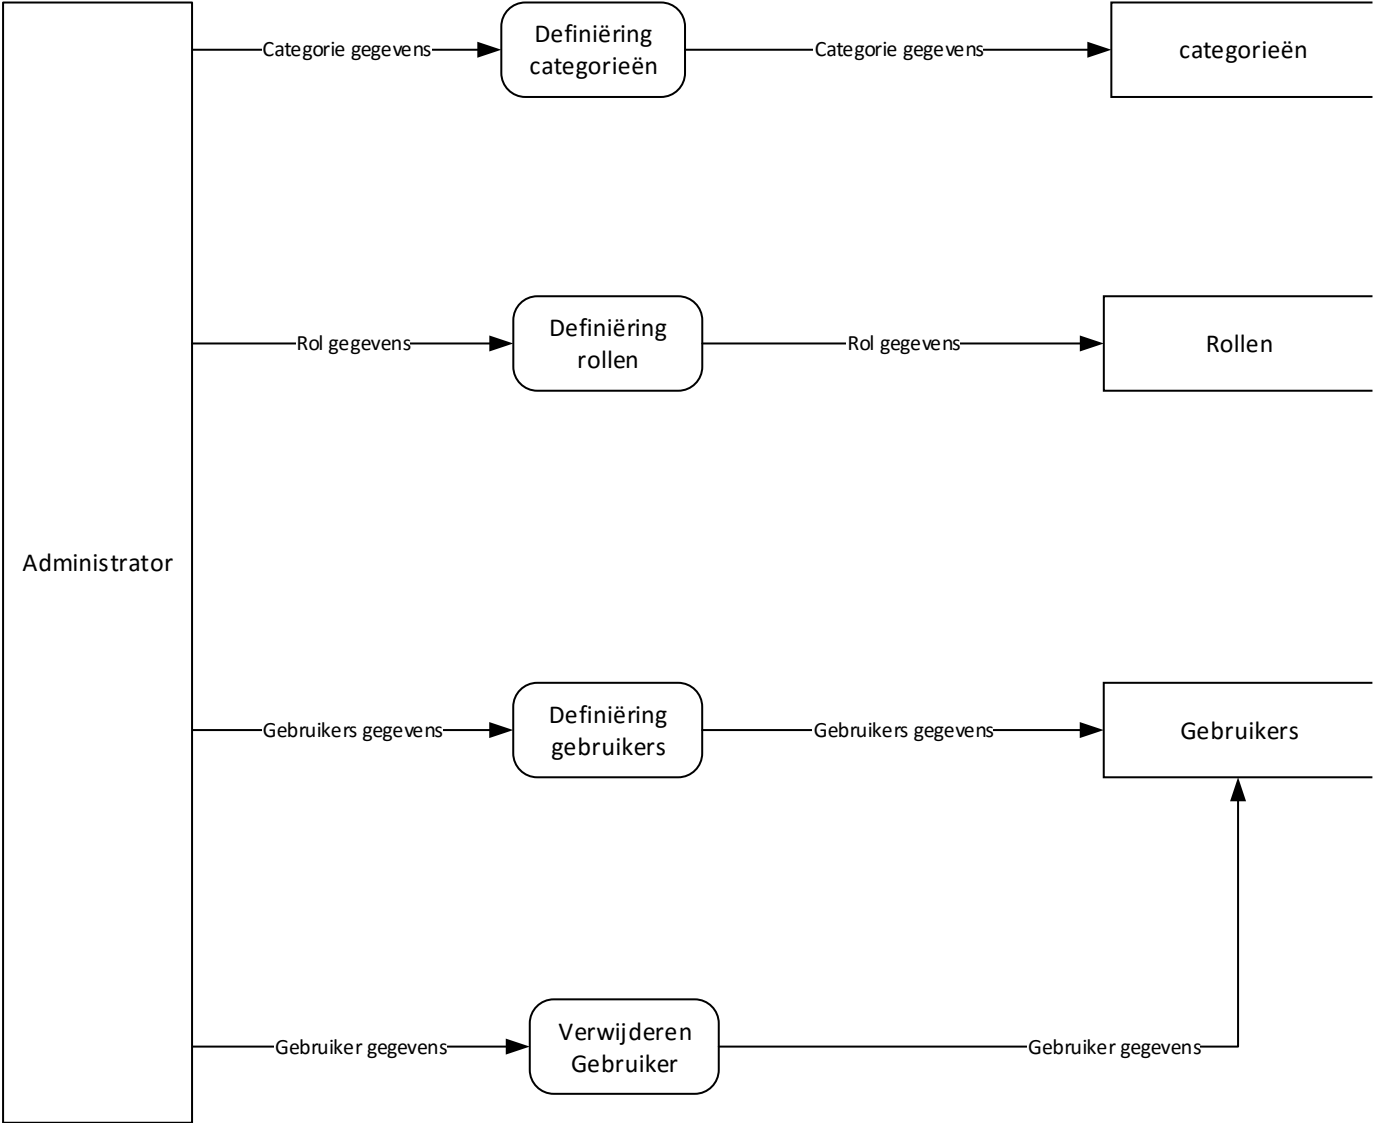 Categorie gegevens
Definiëring
categorieën
Categorie gegevens
categorieën
Rol gegevens
Definiëring
rollen
Rol gegevens
Rollen
Administrator
Gebruikers gegevens
Definiëring
gebruikers
Gebruikers gegevens
Gebruikers
Gebruiker gegevens
Verwijderen
Gebruiker
Gebruiker gegevens